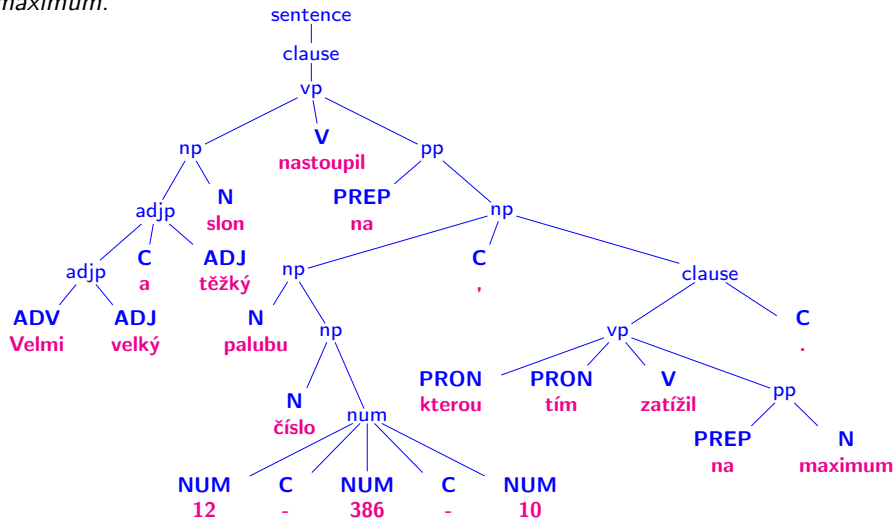 maximum.
sentence
clause
vp
np V pp
nastoupil
adjp N PREP np
slon na
adjp C ADJ np C clause
a těžký ,
ADV ADJ N np vp C
Velmi velký palubu .
N num PRON PRON V pp
číslo kterou tím zatížil
PREP N
na maximum
NUM C NUM C NUM
12 - 386 - 10